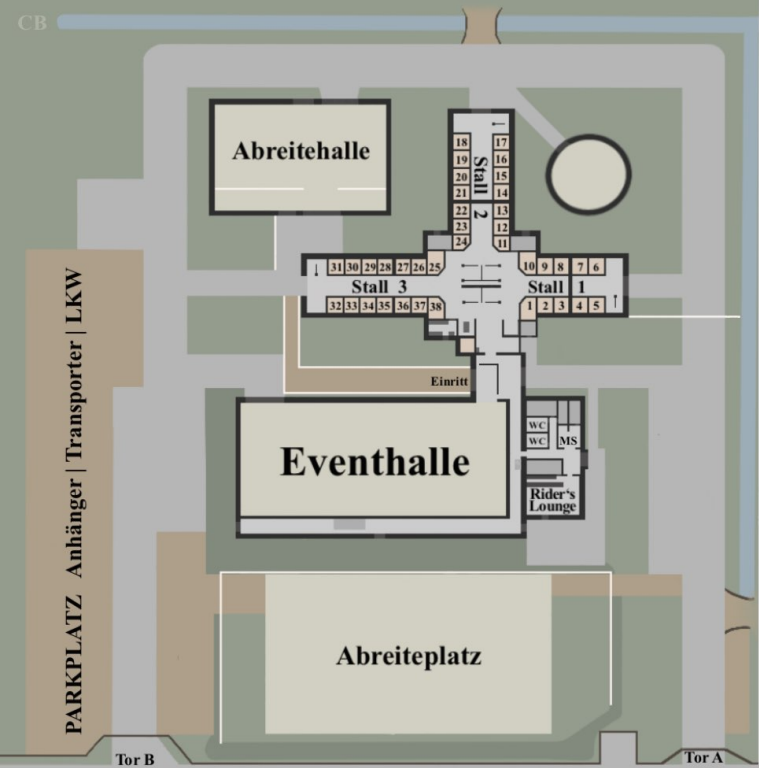 CB
Abreitehalle
18 17
19 16
20 15
21 14
Stall 2
22 13
23 12
24 11
31 30 29 28 27 26 25
10 9 8 7 6
Stall 3
Stall 1
32 33 34 35 36 37 38
1 2 3 4 5
Einritt
Eventhalle
WC
WC
MS
Rider's
Lounge
PARKPLATZ Anhänger | Transporter | LKW
Abreiteplatz
Tor B
Tor A